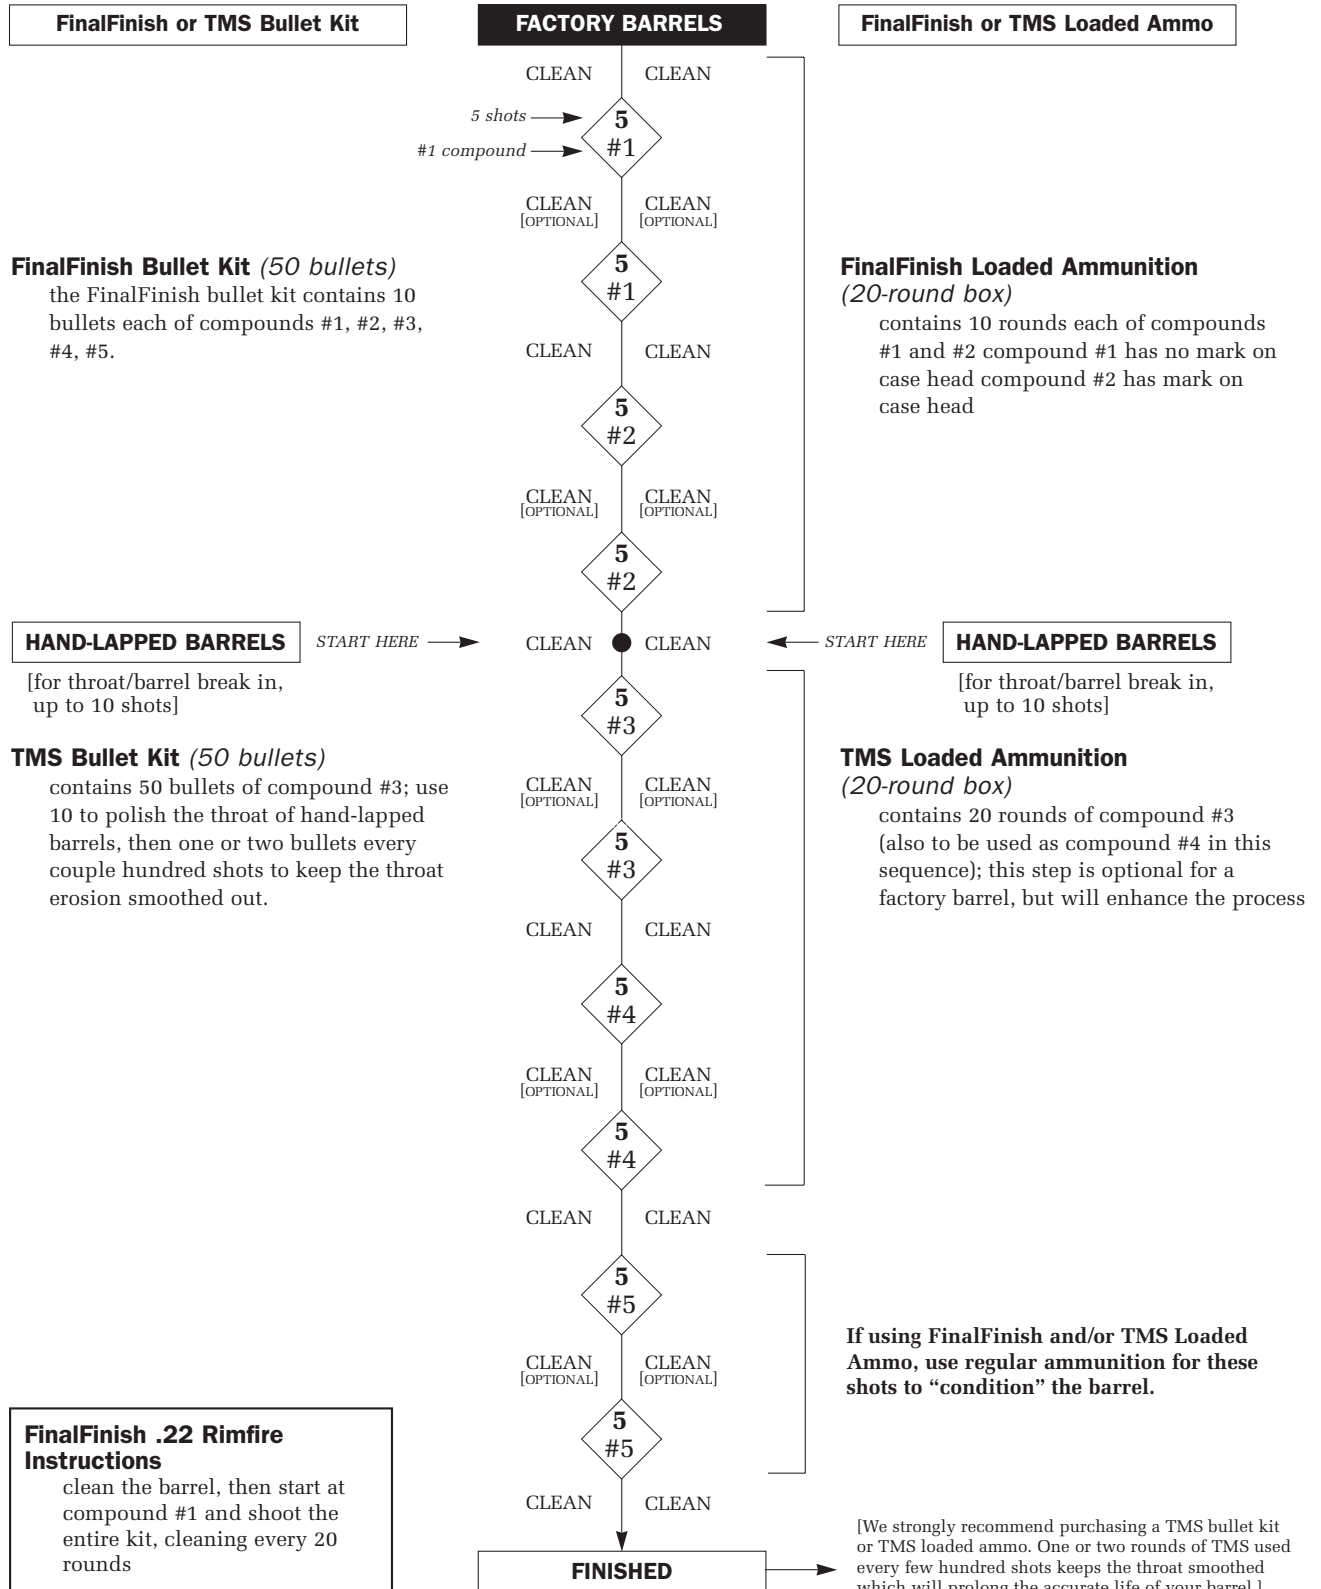 FinalFinish or TMS Bullet Kit
FACTORY BARRELS
FinalFinish or TMS Loaded Ammo
CLEAN CLEAN
5 shots
#1 compound
5
#1
CLEAN CLEAN
[OPTIONAL] [OPTIONAL]
5
#1
FinalFinish Bullet Kit (50 bullets)
the FinalFinish bullet kit contains 10
bullets each of compounds #1, #2, #3,
#4, #5.
FinalFinish Loaded Ammunition
(20-round box)
contains 10 rounds each of compounds
#1 and #2 compound #1 has no mark on
case head compound #2 has mark on
case head
CLEAN CLEAN
5
#2
CLEAN CLEAN
[OPTIONAL] [OPTIONAL]
5
#2
HAND-LAPPED BARRELS
START HERE
CLEAN CLEAN
START HERE
HAND-LAPPED BARRELS
[for throat/barrel break in,
up to 10 shots]
[for throat/barrel break in,
up to 10 shots]
5
#3
TMS Bullet Kit (50 bullets)
contains 50 bullets of compound #3; use
10 to polish the throat of hand-lapped
barrels, then one or two bullets every
couple hundred shots to keep the throat
erosion smoothed out.
TMS Loaded Ammunition
(20-round box)
contains 20 rounds of compound #3
(also to be used as compound #4 in this
sequence); this step is optional for a
factory barrel, but will enhance the process
CLEAN CLEAN
[OPTIONAL] [OPTIONAL]
5
#3
CLEAN CLEAN
5
#4
CLEAN CLEAN
[OPTIONAL] [OPTIONAL]
5
#4
CLEAN CLEAN
5
#5
CLEAN CLEAN
[OPTIONAL] [OPTIONAL]
If using FinalFinish and/or TMS Loaded
Ammo, use regular ammunition for these
shots to “condition” the barrel.
5
#5
FinalFinish .22 Rimfire
Instructions
clean the barrel, then start at
compound #1 and shoot the
entire kit, cleaning every 20
rounds
CLEAN CLEAN
FINISHED
[We strongly recommend purchasing a TMS bullet kit
or TMS loaded ammo. One or two rounds of TMS used
every few hundred shots keeps the throat smoothed
which will prolong the accurate life of your barrel.]